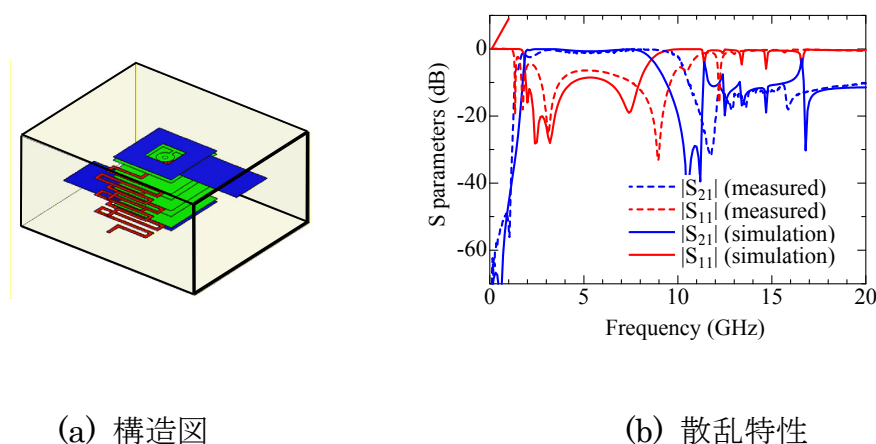 S parameters (dB)
0
-20
-40
-60
|S21| (measured)
|S11| (measured)
|S21| (simulation)
|S11| (simulation)
0 5 10 15 20
Frequency (GHz)
(a) 構造図
(b) 散乱特性